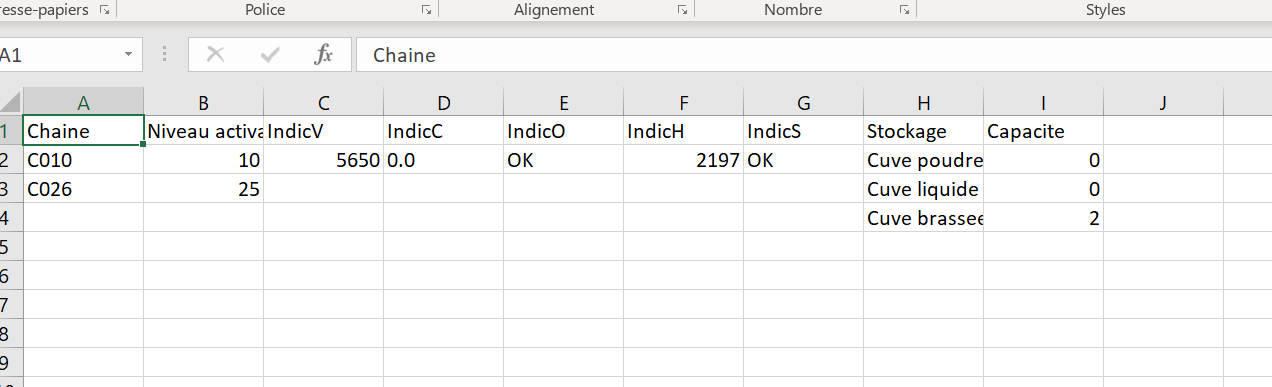 resse-papiers Police Alignement Nombre Styles
A1 fx Chaine
A B C D E F G H I J
1 Chaine Niveau activa IndicV IndicC IndicO IndicH IndicS Stockage Capacite
2 C010 10 5650 0.0 OK 2197 OK Cuve poudre 0
3 C026 25 Cuve liquide 0
4 Cuve brassee 2
5
6
7
8
9